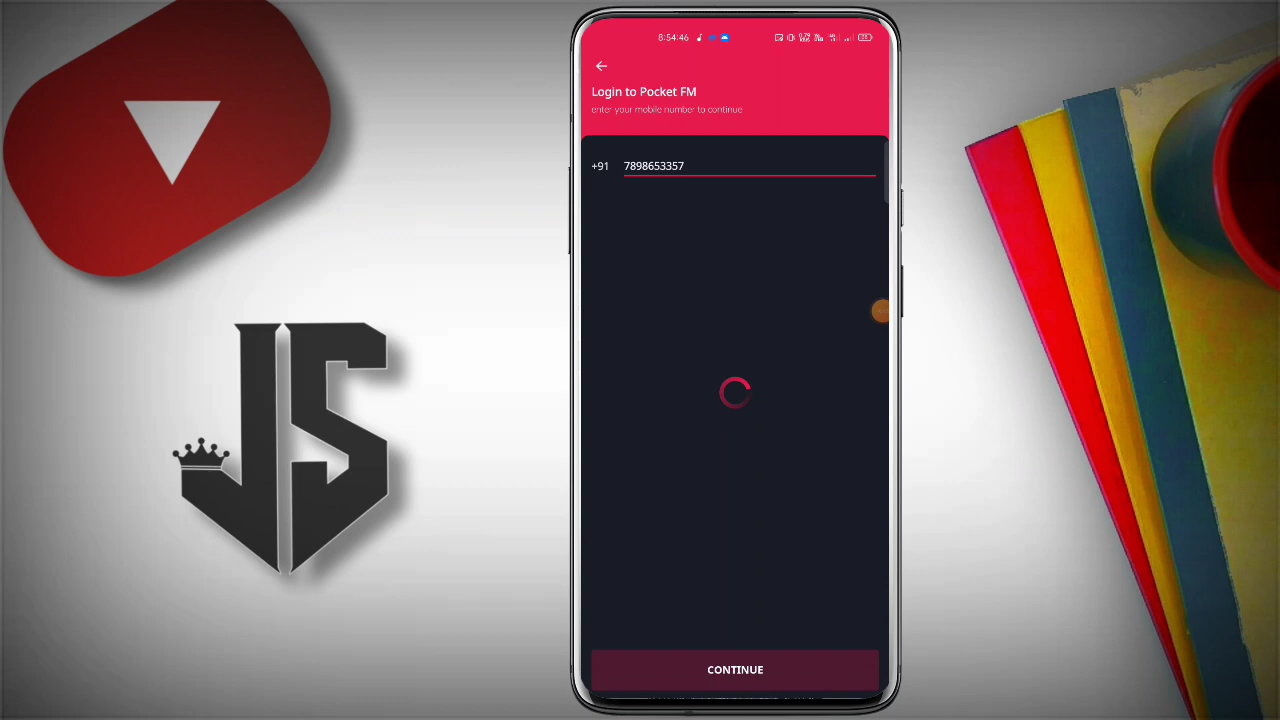 8:54:46
Login to Pocket FM
enter your mobile number to continue
+91 7898653357
JS
CONTINUE